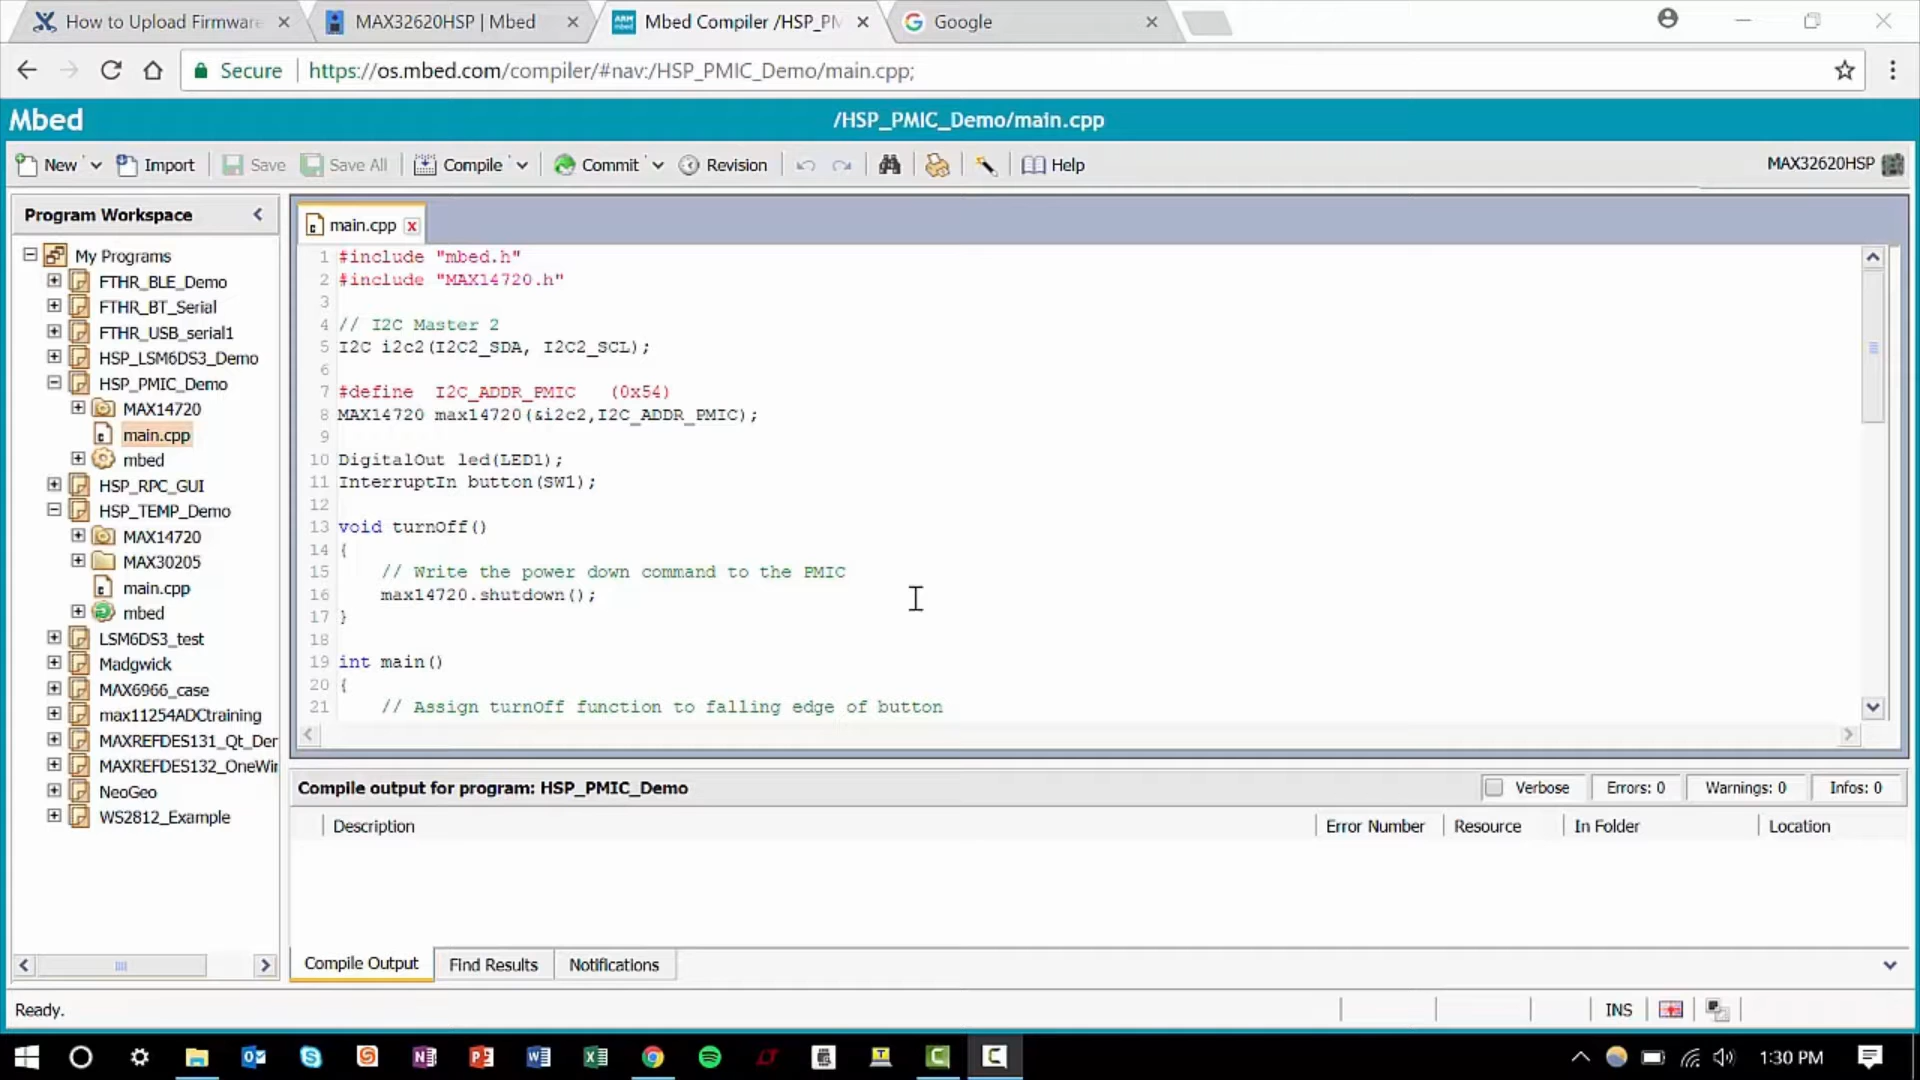 How to Upload Firmwar
MAX32620HSP | Mbed
ARM mbed
Mbed Compiler /HSP_PM
Google
Secure
https://os.mbed.com/compiler/#nav:/HSP_PMIC_Demo/main.cpp;
Mbed
/HSP_PMIC_Demo/main.cpp
New
Import
Save
Save All
Compile
Commit
Revision
Help
MAX32620HSP
Program Workspace
My Programs
FTHR_BLE_Demo
FTHR_BT_Serial
FTHR_USB_serial1
HSP_LSM6DS3_Demo
HSP_PMIC_Demo
MAX14720
main.cpp
mbed
HSP_RPC_GUI
HSP_TEMP_Demo
MAX14720
MAX30205
main.cpp
mbed
LSM6DS3_test
Madgwick
MAX6966_case
max11254ADCtraining
MAXREFDES131_Qt_Der
MAXREFDES132_OneWir
NeoGeo
WS2812_Example
main.cpp
1 #include "mbed.h"
2 #include "MAX14720.h"
3
4 // I2C Master 2
5 I2C i2c2(I2C2_SDA, I2C2_SCL);
6
7 #define I2C_ADDR_PMIC (0x54)
8 MAX14720 max14720(&i2c2,I2C_ADDR_PMIC);
9
10 DigitalOut led(LED1);
11 InterruptIn button(SW1);
12
13 void turnOff()
14 {
15 // Write the power down command to the PMIC
16 max14720.shutdown();
17 }
18
19 int main()
20 {
21 // Assign turnOff function to falling edge of button
Compile output for program: HSP_PMIC_Demo
Verbose
Errors: 0
Warnings: 0
Infos: 0
Description
Error Number
Resource
In Folder
Location
Compile Output
Find Results
Notifications
Ready.
INS
1:30 PM